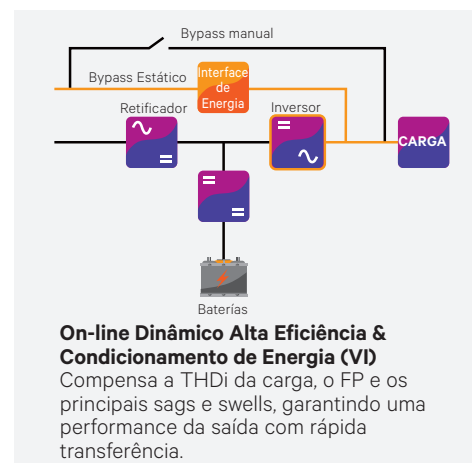 Bypass manual
Bypass Estático
Interface
de
Energia
Retificador
Inversor
CARGA
Baterías
On-line Dinâmico Alta Eficiência &
Condicionamento de Energia (VI)
Compensa a THDi da carga, o FP e os
principais sags e swells, garantindo uma
performance da saída com rápida
transferência.